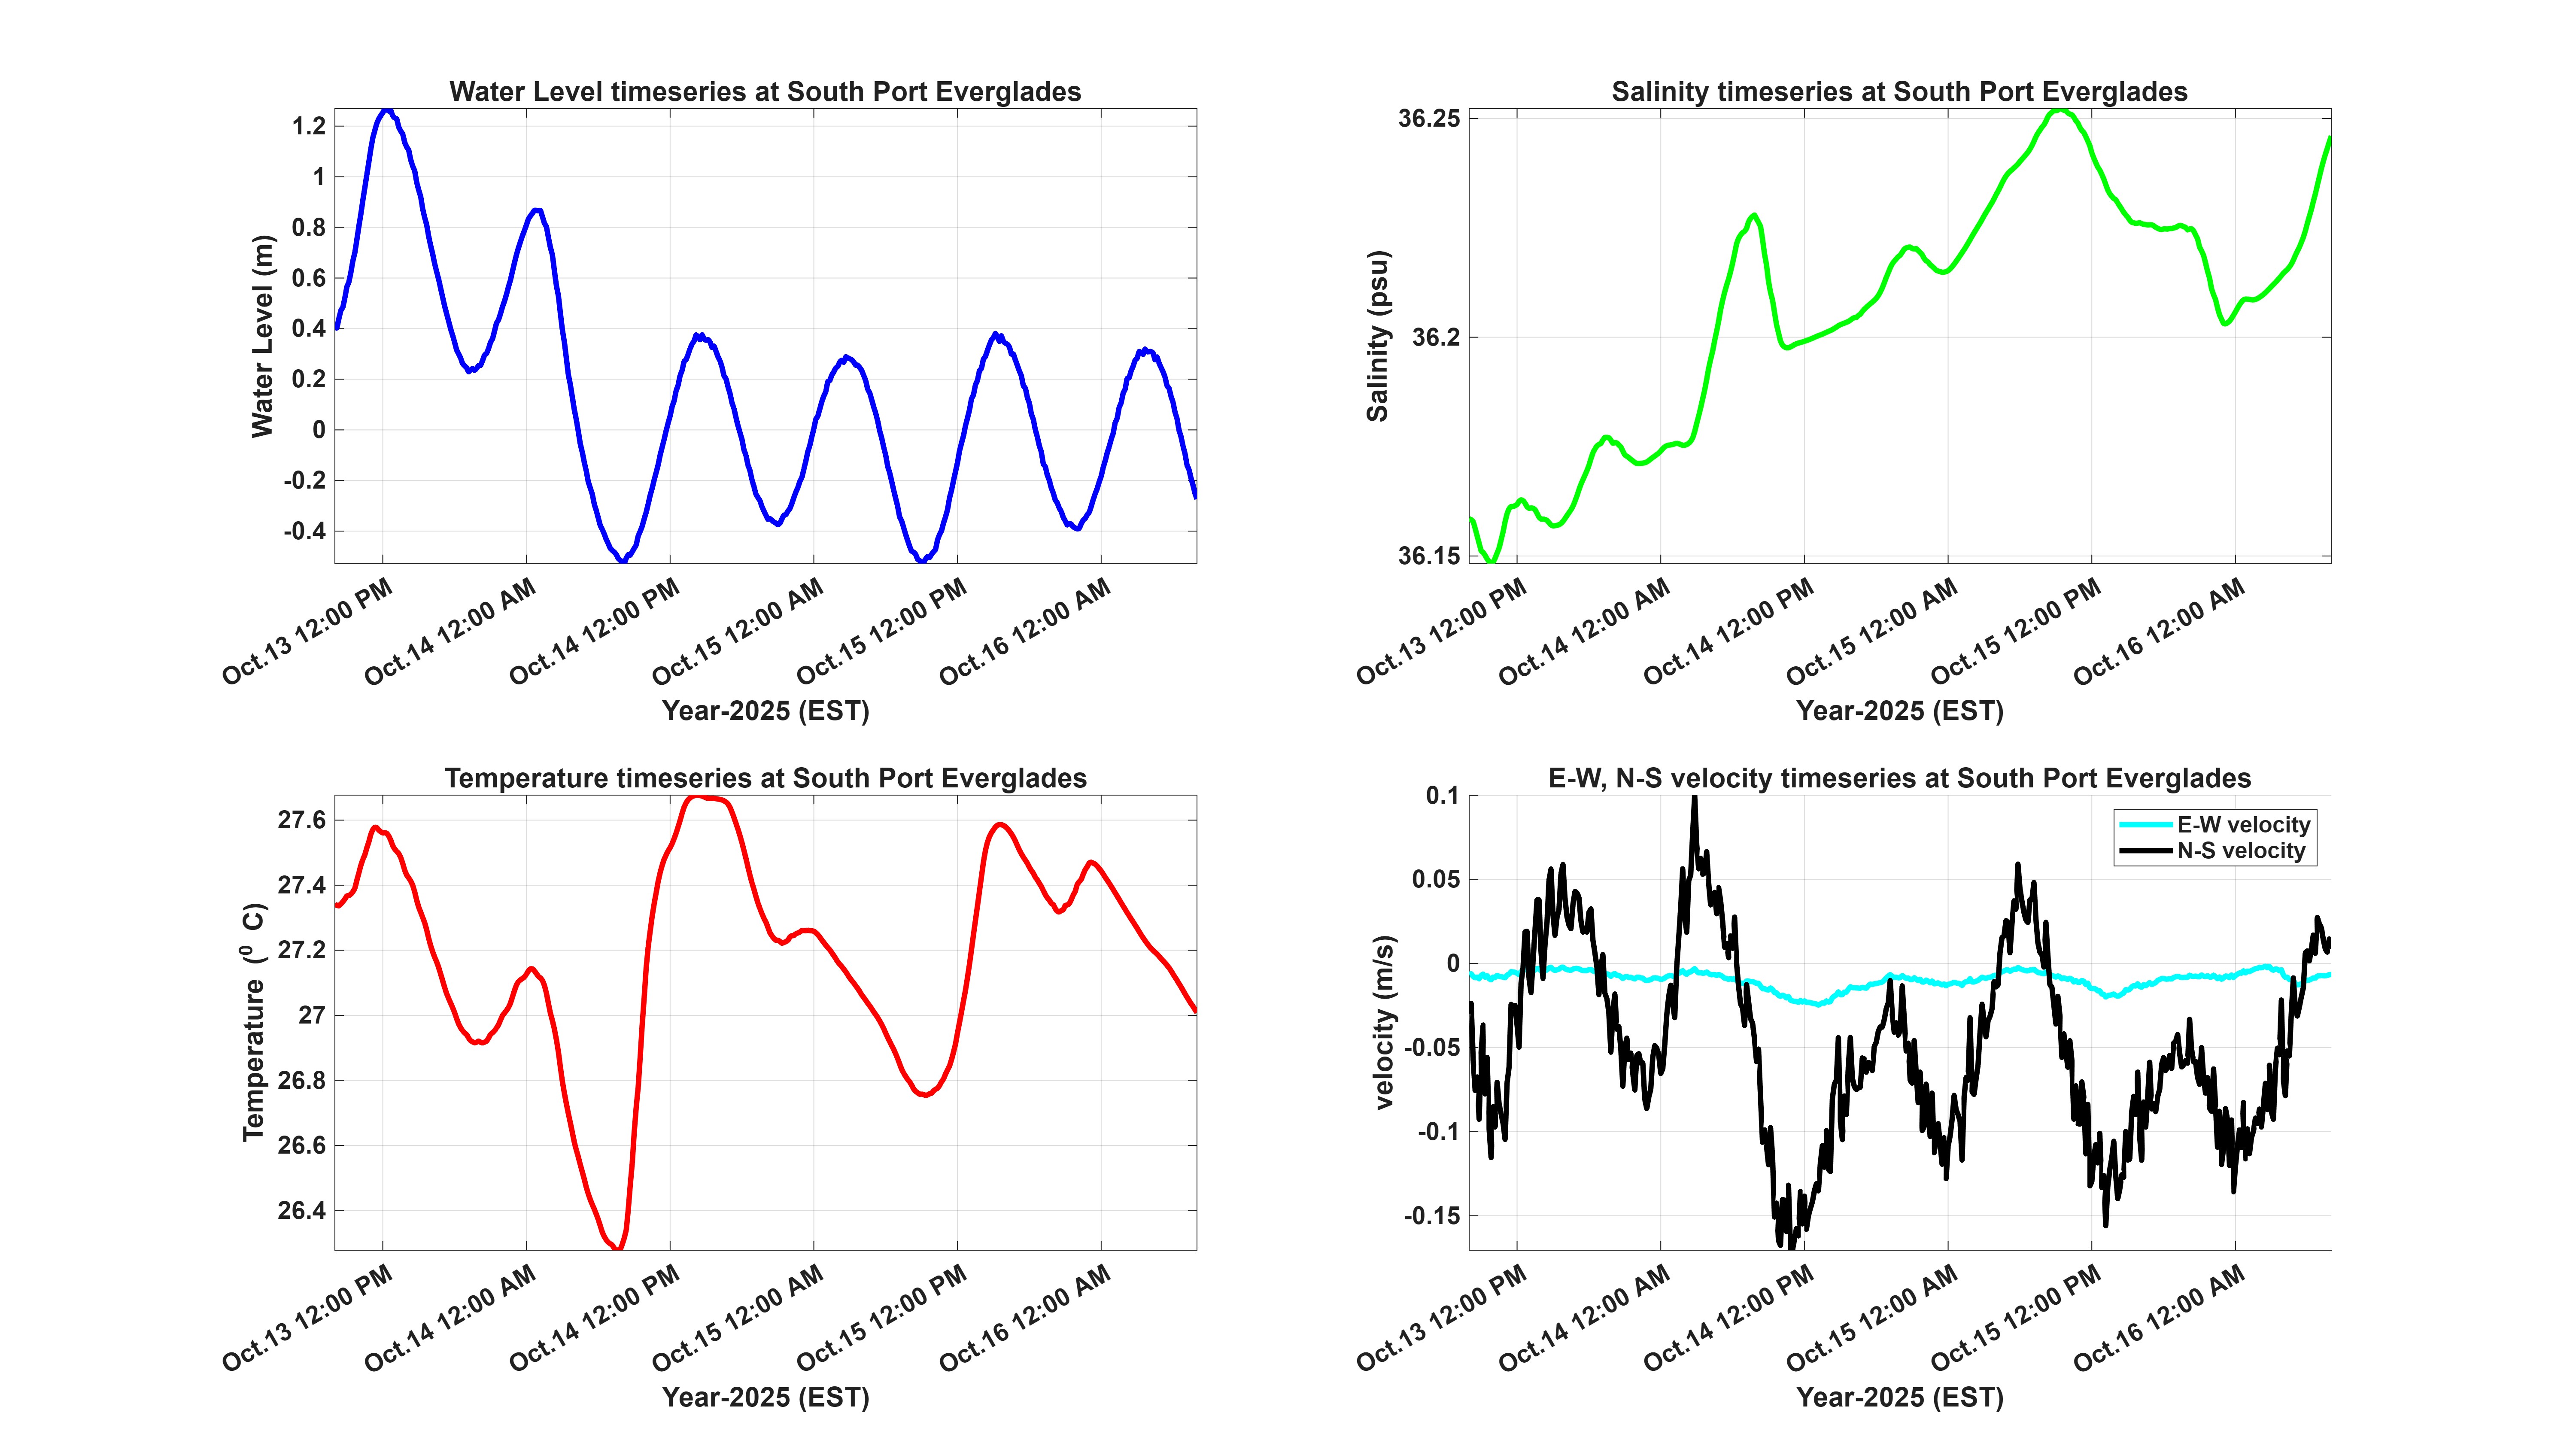 Water Level timeseries at South Port Everglades
Water Level (m)
1.2
1
0.8
0.6
0.4
0.2
0
-0.2
-0.4
Oct.13 12:00 PM
Oct.14 12:00 AM
Oct.14 12:00 PM
Oct.15 12:00 AM
Oct.15 12:00 PM
Oct.16 12:00 AM
Year-2025 (EST)
Salinity timeseries at South Port Everglades
Salinity (psu)
36.25
36.2
36.15
Oct.13 12:00 PM
Oct.14 12:00 AM
Oct.14 12:00 PM
Oct.15 12:00 AM
Oct.15 12:00 PM
Oct.16 12:00 AM
Year-2025 (EST)
Temperature timeseries at South Port Everglades
Temperature (⁰ C)
27.6
27.4
27.2
27
26.8
26.6
26.4
Oct.13 12:00 PM
Oct.14 12:00 AM
Oct.14 12:00 PM
Oct.15 12:00 AM
Oct.15 12:00 PM
Oct.16 12:00 AM
Year-2025 (EST)
E-W, N-S velocity timeseries at South Port Everglades
velocity (m/s)
0.1
0.05
0
-0.05
-0.1
-0.15
E-W velocity
N-S velocity
Oct.13 12:00 PM
Oct.14 12:00 AM
Oct.14 12:00 PM
Oct.15 12:00 AM
Oct.15 12:00 PM
Oct.16 12:00 AM
Year-2025 (EST)